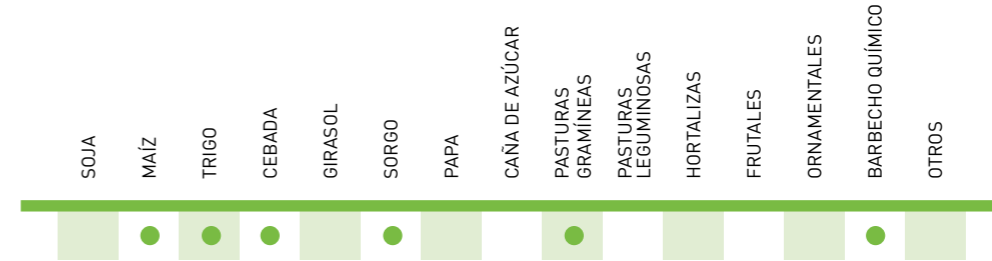 SOJA
MAÍZ
TRIGO
CEBADA
GIRASOL
SORGO
PAPA
CAÑA DE AZÚCAR
PASTURAS
GRAMÍNEAS
PASTURAS
LEGUMINOSAS
HORTALIZAS
FRUTALES
ORNAMENTALES
BARBECHO QUÍMICO
OTROS